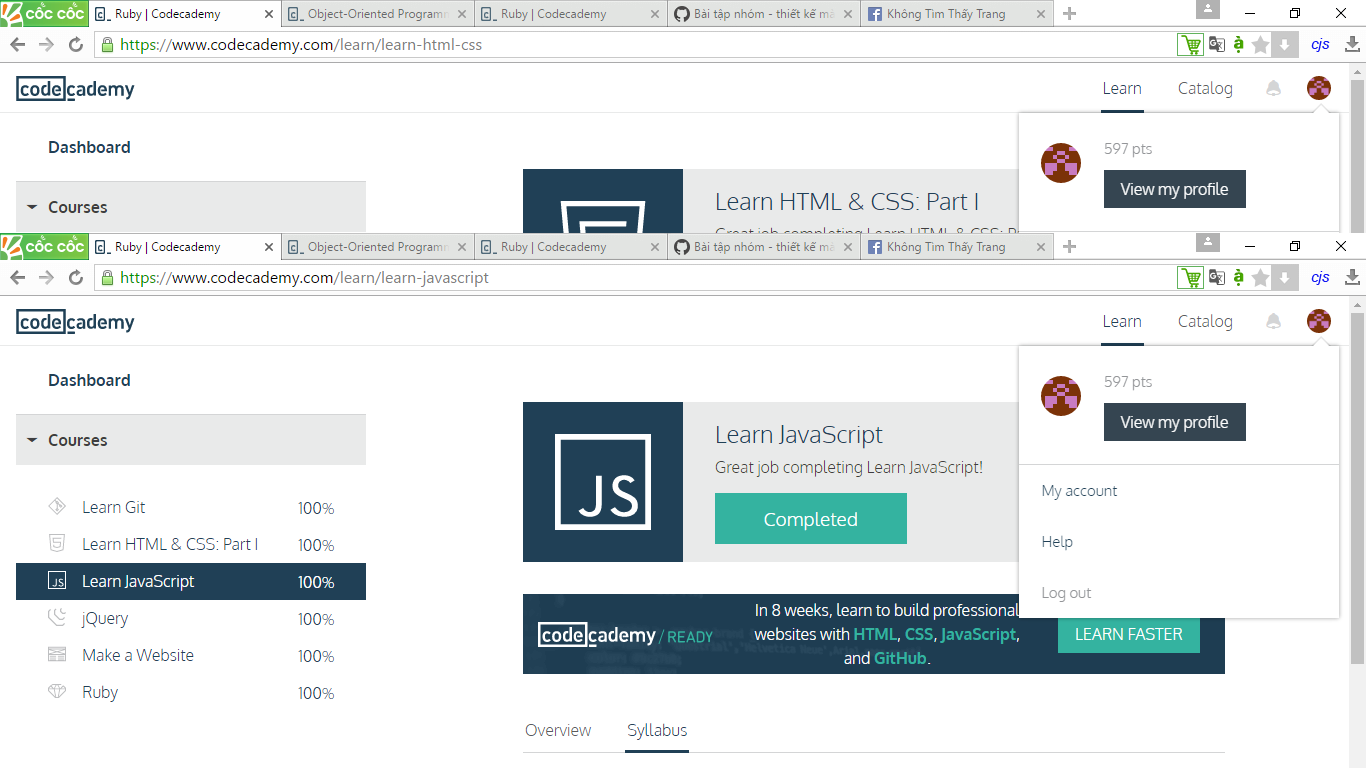 cốc cốc Ruby | Codecademy Object-Oriented Programm Ruby | Codecademy Bài tập nhóm - thiết kế mà Không Tìm Thấy Trang
https://www.codecademy.com/learn/learn-html-css cjs
codecademy Learn Catalog
Dashboard
597 pts
View my profile
Courses
Learn HTML & CSS: Part I
cốc cốc Ruby | Codecademy Object-Oriented Programm Ruby | Codecademy Bài tập nhóm - thiết kế mà Không Tìm Thấy Trang
https://www.codecademy.com/learn/learn-javascript cjs
codecademy Learn Catalog
Dashboard
597 pts
View my profile
Courses
Learn Git 100%
Learn HTML & CSS: Part I 100%
JS Learn JavaScript 100%
jQuery 100%
Make a Website 100%
Ruby 100%
JS
Learn JavaScript
Great job completing Learn JavaScript!
Completed
My account
Help
Log out
codecademy / READY
In 8 weeks, learn to build professional
websites with HTML, CSS, JavaScript,
and GitHub.
LEARN FASTER
Overview Syllabus